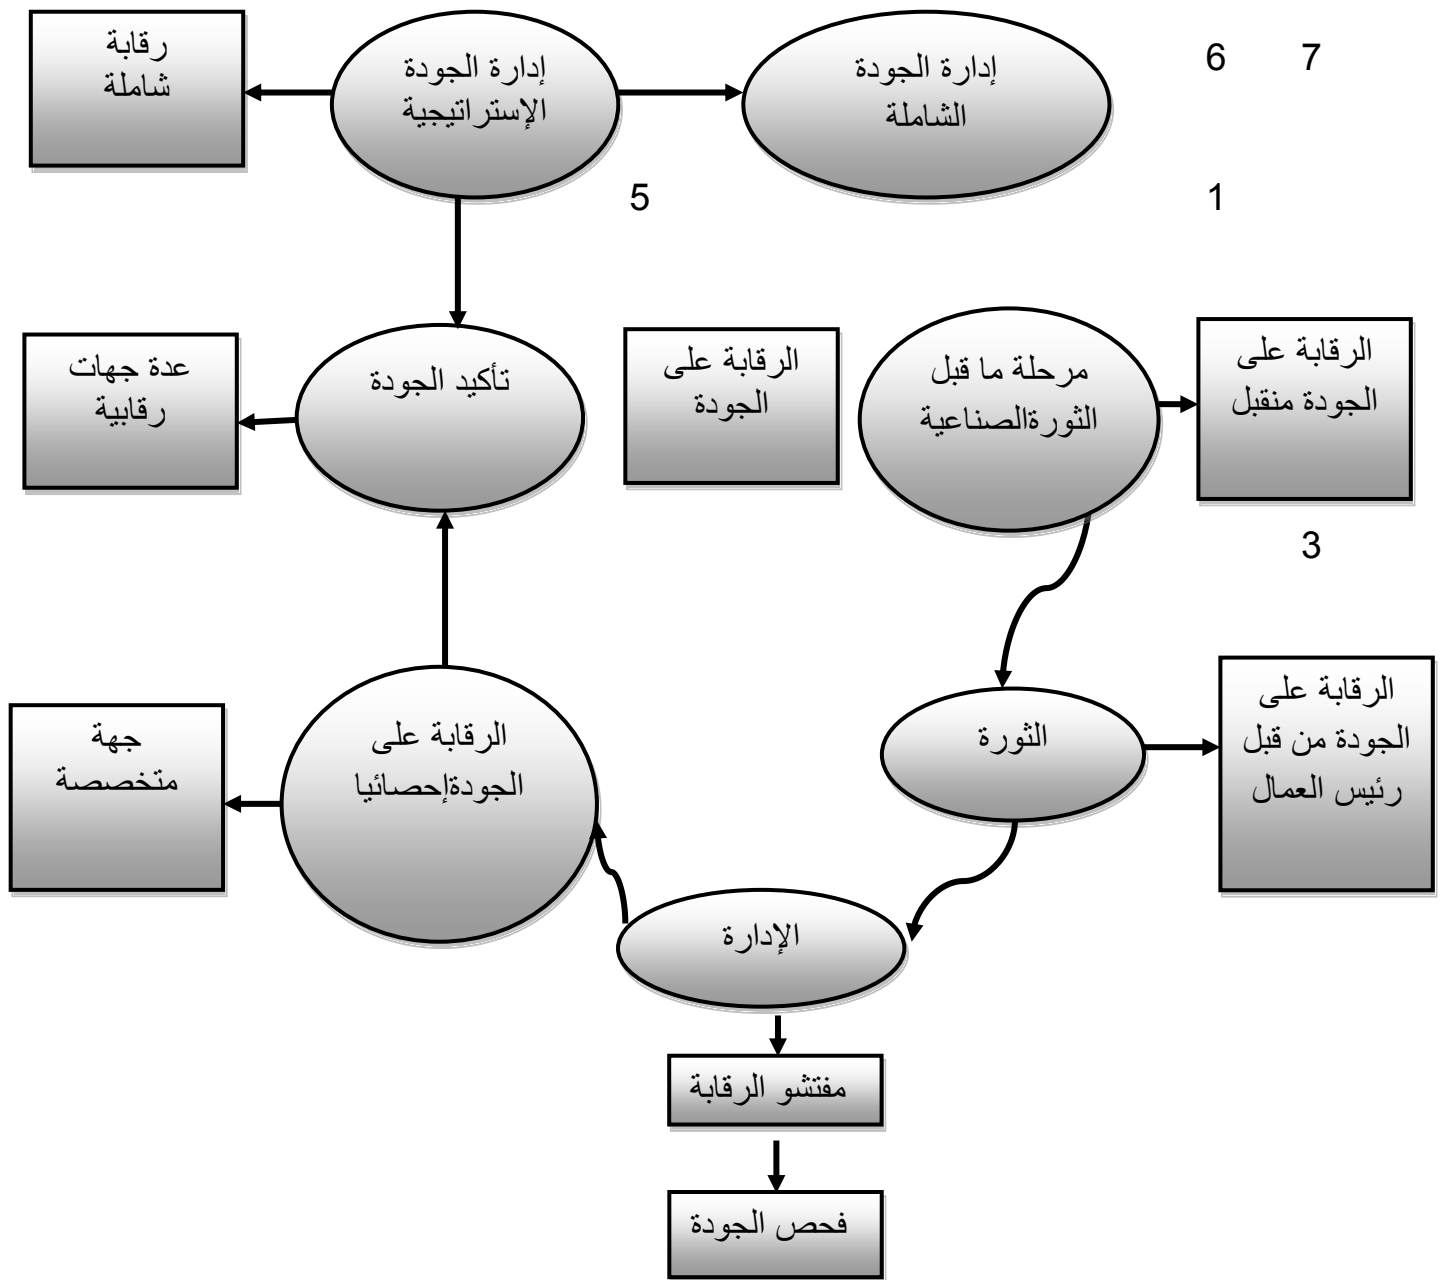 7
6
إدارة الجودة
الشاملة
إدارة الجودة
الإستراتيجية
رقابة
شاملة
1
5
الرقابة على
الجودة منقبل
مرحلة ما قبل
الثورةالصناعية
الرقابة على
الجودة
تأكيد الجودة
عدة جهات
رقابية
3
الرقابة على
الجودة من قبل
رئيس العمال
الثورة
الرقابة على
الجودةإحصائيا
جهة
متخصصة
الإدارة
مفتشو الرقابة
فحص الجودة